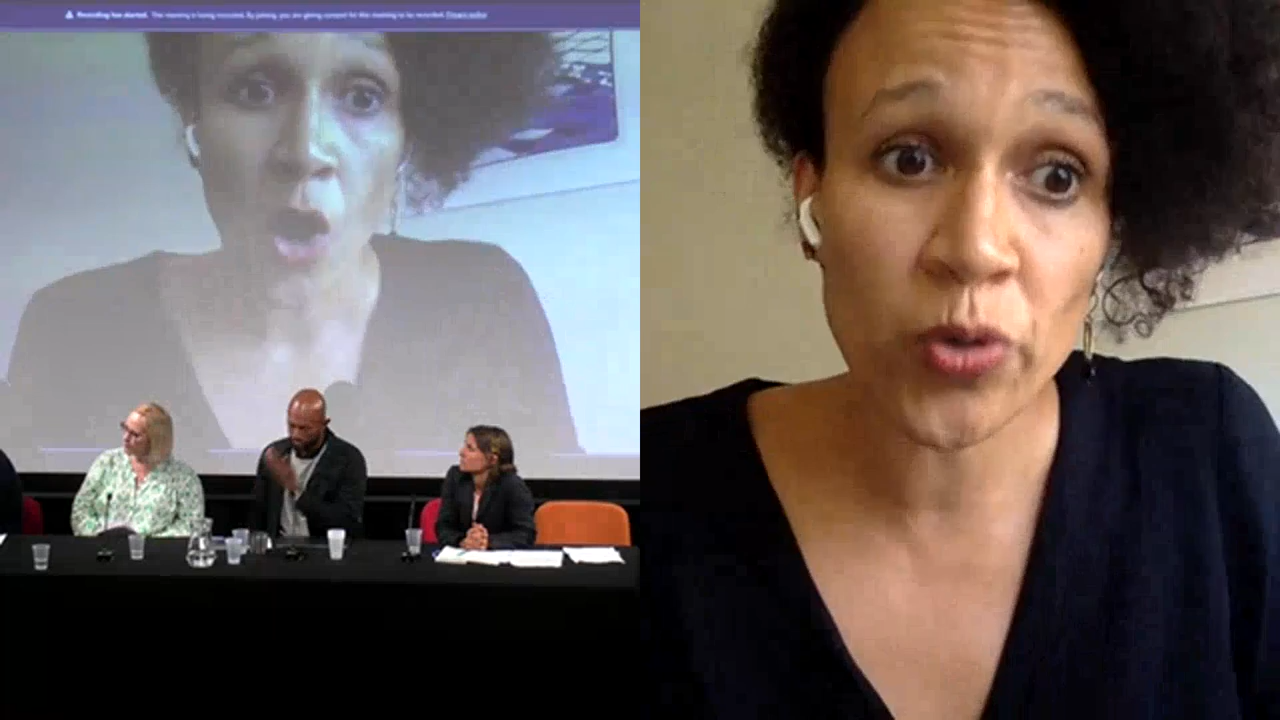 Recording has started. This meeting is being recorded. By joining, you are giving consent for this meeting to be recorded. Privacy policy